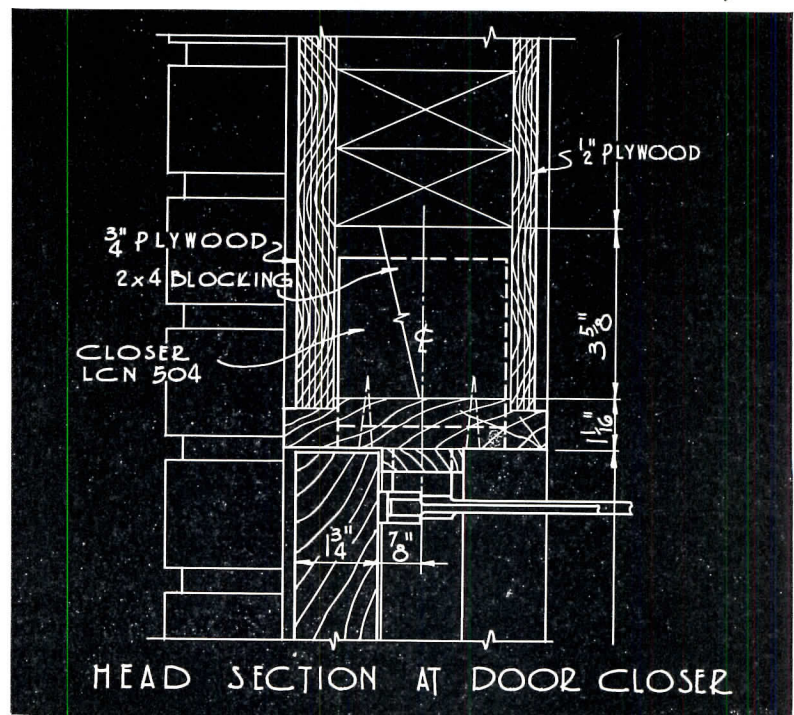 1/2" PLYWOOD
3/4" PLYWOOD
2x4 BLOCKING
CLOSER
LCN 504
℄
3 5/8"
1 1/16"
1 3/4"
7/8"
HEAD SECTION AT DOOR CLOSER